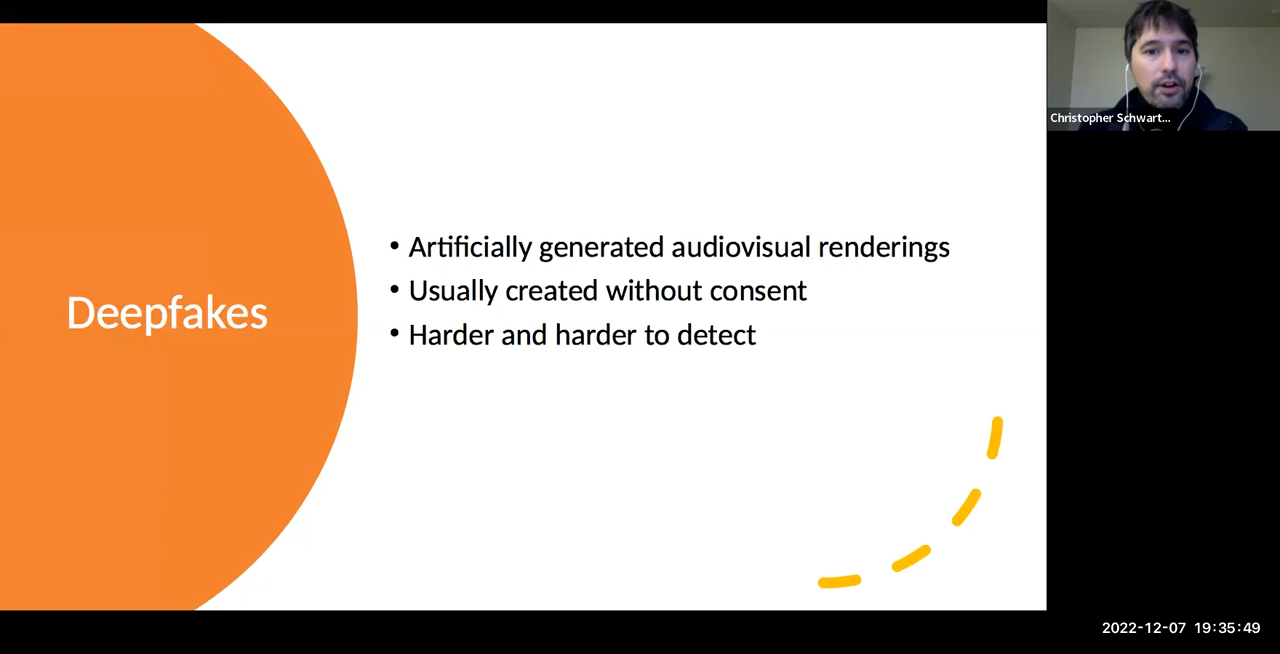 Deepfakes
• Artificially generated audiovisual renderings
• Usually created without consent
• Harder and harder to detect
Christopher Schwart...
2022-12-07 19:35:49